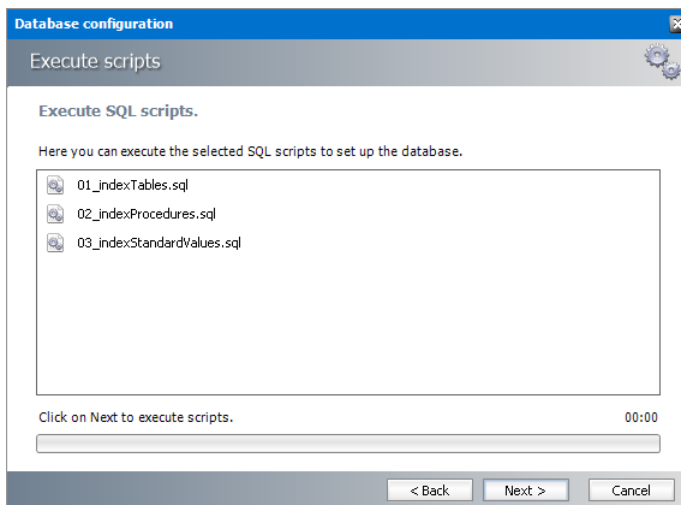 Database configuration
Execute scripts
Execute SQL scripts.
Here you can execute the selected SQL scripts to set up the database.
01_indexTables.sql
02_indexProcedures.sql
03_indexStandardValues.sql
Click on Next to execute scripts. 00:00
< Back Next > Cancel